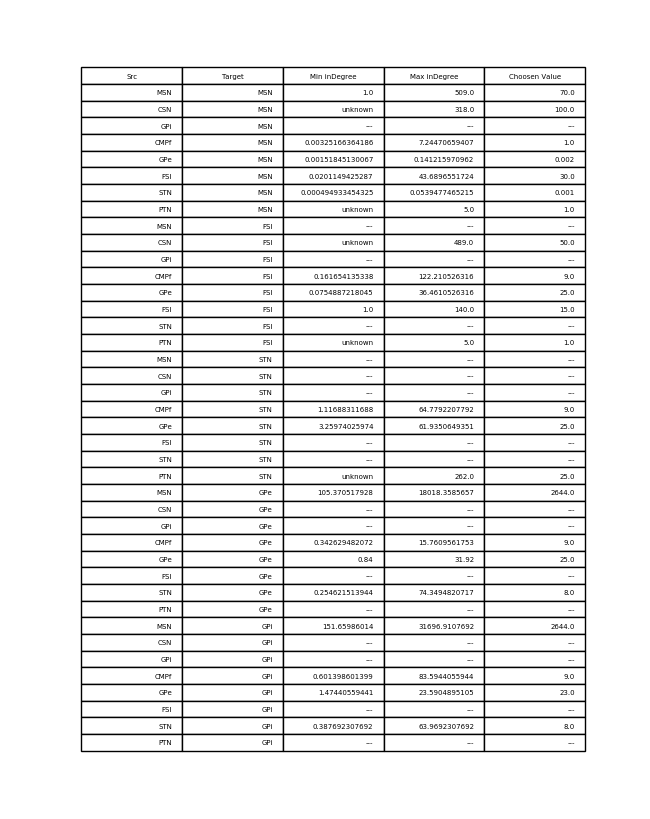 Src Target Min inDegree Max inDegree Choosen Value
MSN MSN 1.0 509.0 70.0
CSN MSN unknown 318.0 100.0
GPi MSN --- --- ---
CMPf MSN 0.00325166364186 7.24470659407 1.0
GPe MSN 0.00151845130067 0.141215970962 0.002
FSI MSN 0.0201149425287 43.6896551724 30.0
STN MSN 0.000494933454325 0.0539477465215 0.001
PTN MSN unknown 5.0 1.0
MSN FSI --- --- ---
CSN FSI unknown 489.0 50.0
GPi FSI --- --- ---
CMPf FSI 0.161654135338 122.210526316 9.0
GPe FSI 0.0754887218045 36.4610526316 25.0
FSI FSI 1.0 140.0 15.0
STN FSI --- --- ---
PTN FSI unknown 5.0 1.0
MSN STN --- --- ---
CSN STN --- --- ---
GPi STN --- --- ---
CMPf STN 1.11688311688 64.7792207792 9.0
GPe STN 3.25974025974 61.9350649351 25.0
FSI STN --- --- ---
STN STN --- --- ---
PTN STN unknown 262.0 25.0
MSN GPe 105.370517928 18018.3585657 2644.0
CSN GPe --- --- ---
GPi GPe --- --- ---
CMPf GPe 0.342629482072 15.7609561753 9.0
GPe GPe 0.84 31.92 25.0
FSI GPe --- --- ---
STN GPe 0.254621513944 74.3494820717 8.0
PTN GPe --- --- ---
MSN GPi 151.65986014 31696.9107692 2644.0
CSN GPi --- --- ---
GPi GPi --- --- ---
CMPf GPi 0.601398601399 83.5944055944 9.0
GPe GPi 1.47440559441 23.5904895105 23.0
FSI GPi --- --- ---
STN GPi 0.387692307692 63.9692307692 8.0
PTN GPi --- --- ---